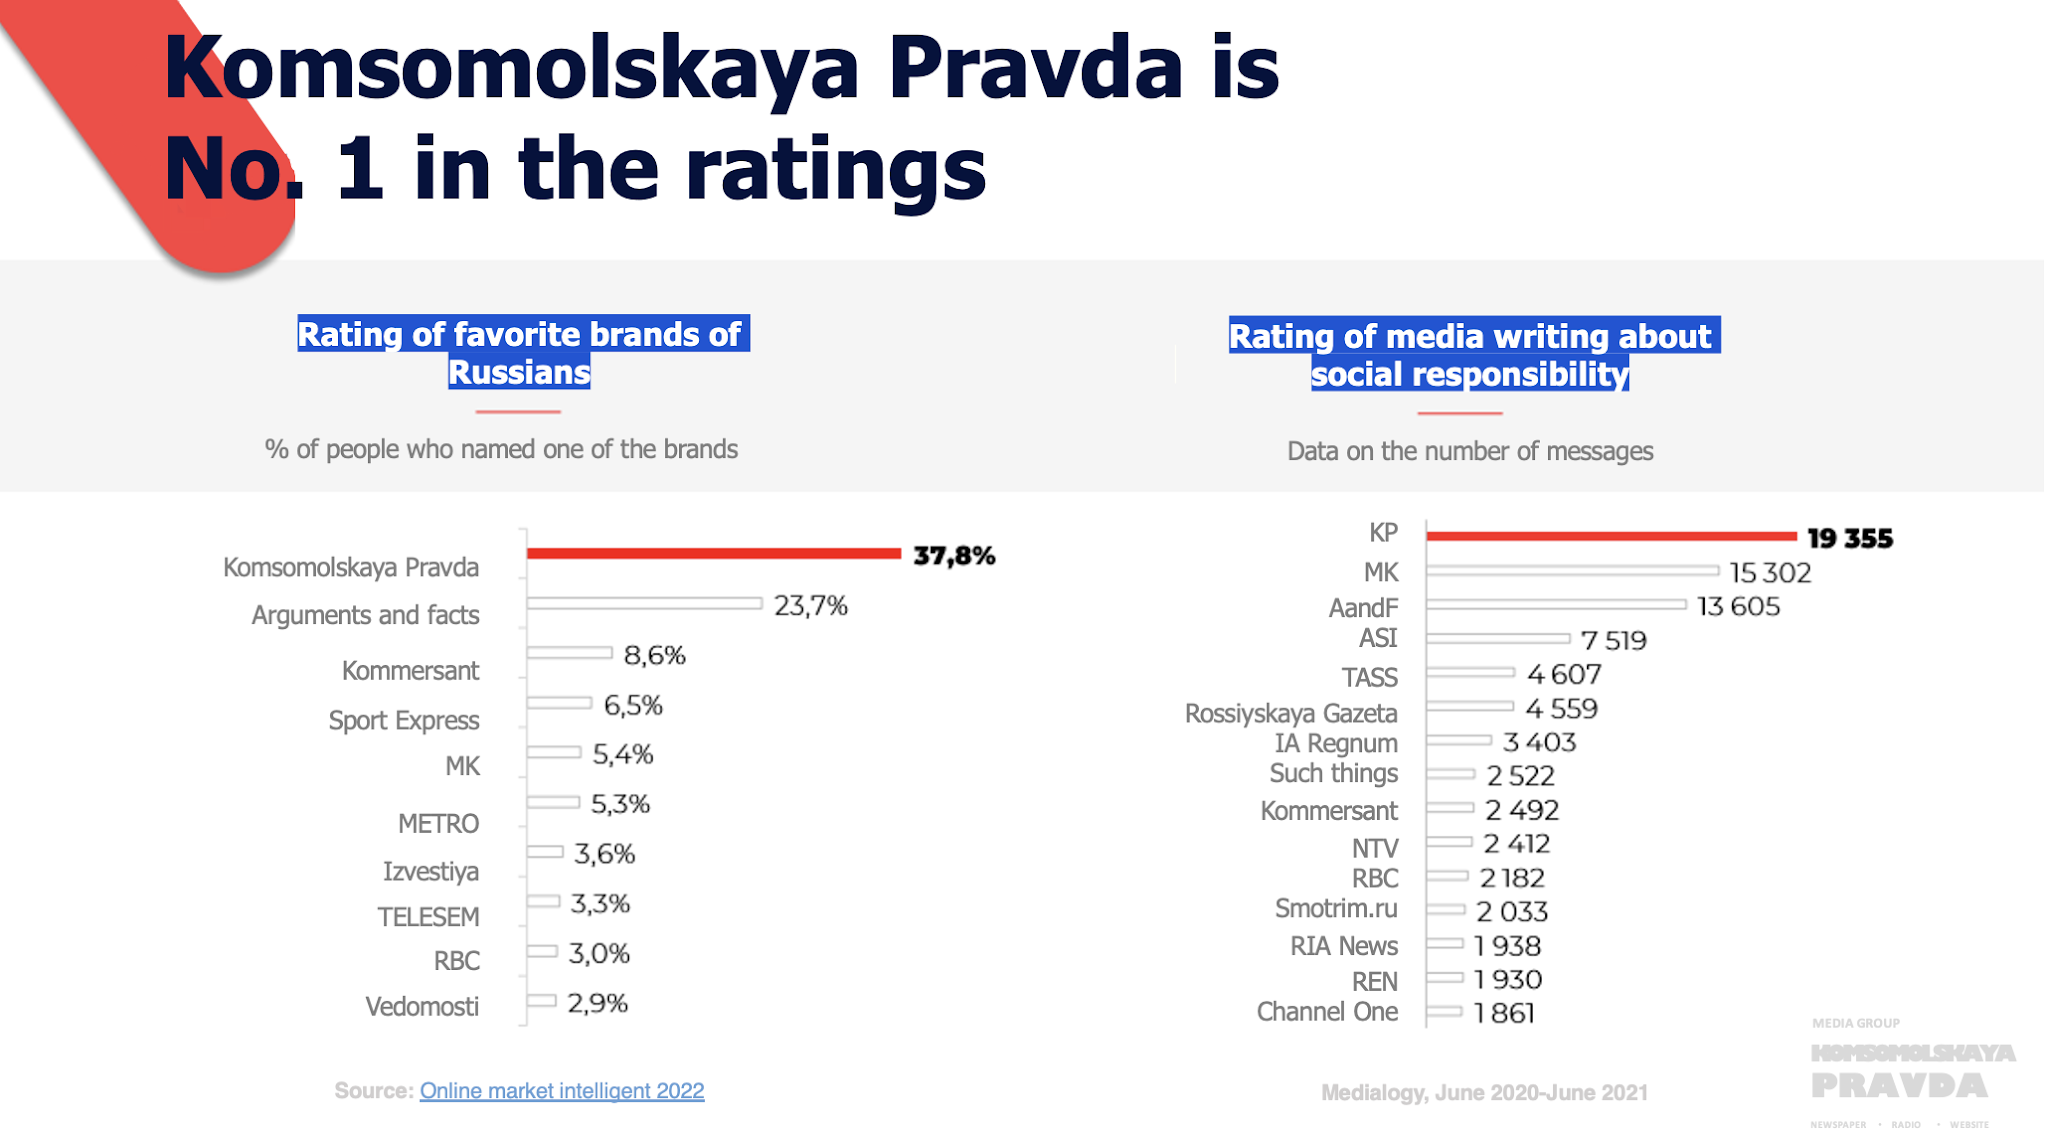 Komsomolskaya Pravda is
No. 1 in the ratings
Rating of favorite brands of
Russians
% of people who named one of the brands
Komsomolskaya Pravda 37,8%
Arguments and facts 23,7%
Kommersant 8,6%
Sport Express 6,5%
MK 5,4%
METRO 5,3%
Izvestiya 3,6%
TELESEM 3,3%
RBC 3,0%
Vedomosti 2,9%
Source: Online market intelligent 2022
Rating of media writing about
social responsibility
Data on the number of messages
KP 19 355
MK 15 302
AandF 13 605
ASI 7 519
TASS 4 607
Rossiyskaya Gazeta 4 559
IA Regnum 3 403
Such things 2 522
Kommersant 2 492
NTV 2 412
RBC 2 182
Smotrim.ru 2 033
RIA News 1 938
REN 1 930
Channel One 1 861
Medialogy, June 2020-June 2021
MEDIA GROUP
KOMSOMOLSKAYA
PRAVDA
NEWSPAPER • RADIO • WEBSITE